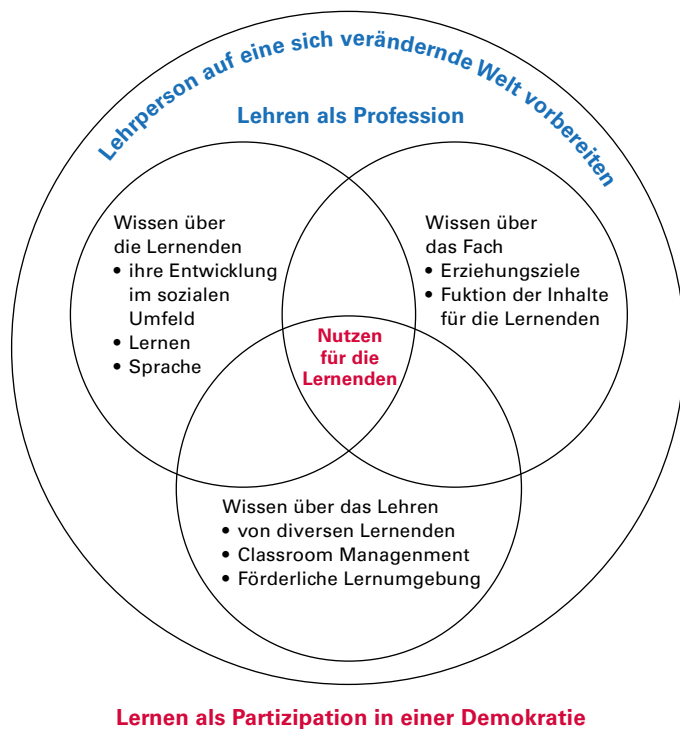 Lehrperson auf eine sich verändernde Welt vorbereiten
Lehren als Profession
Wissen über
die Lernenden
• ihre Entwicklung
im sozialen
Umfeld
• Lernen
• Sprache
Wissen über
das Fach
• Erziehungsziele
• Fuktion der Inhalte
für die Lernenden
Nutzen
für die
Lernenden
Wissen über das Lehren
• von diversen Lernenden
• Classroom Managenment
• Förderliche Lernumgebung
Lernen als Partizipation in einer Demokratie